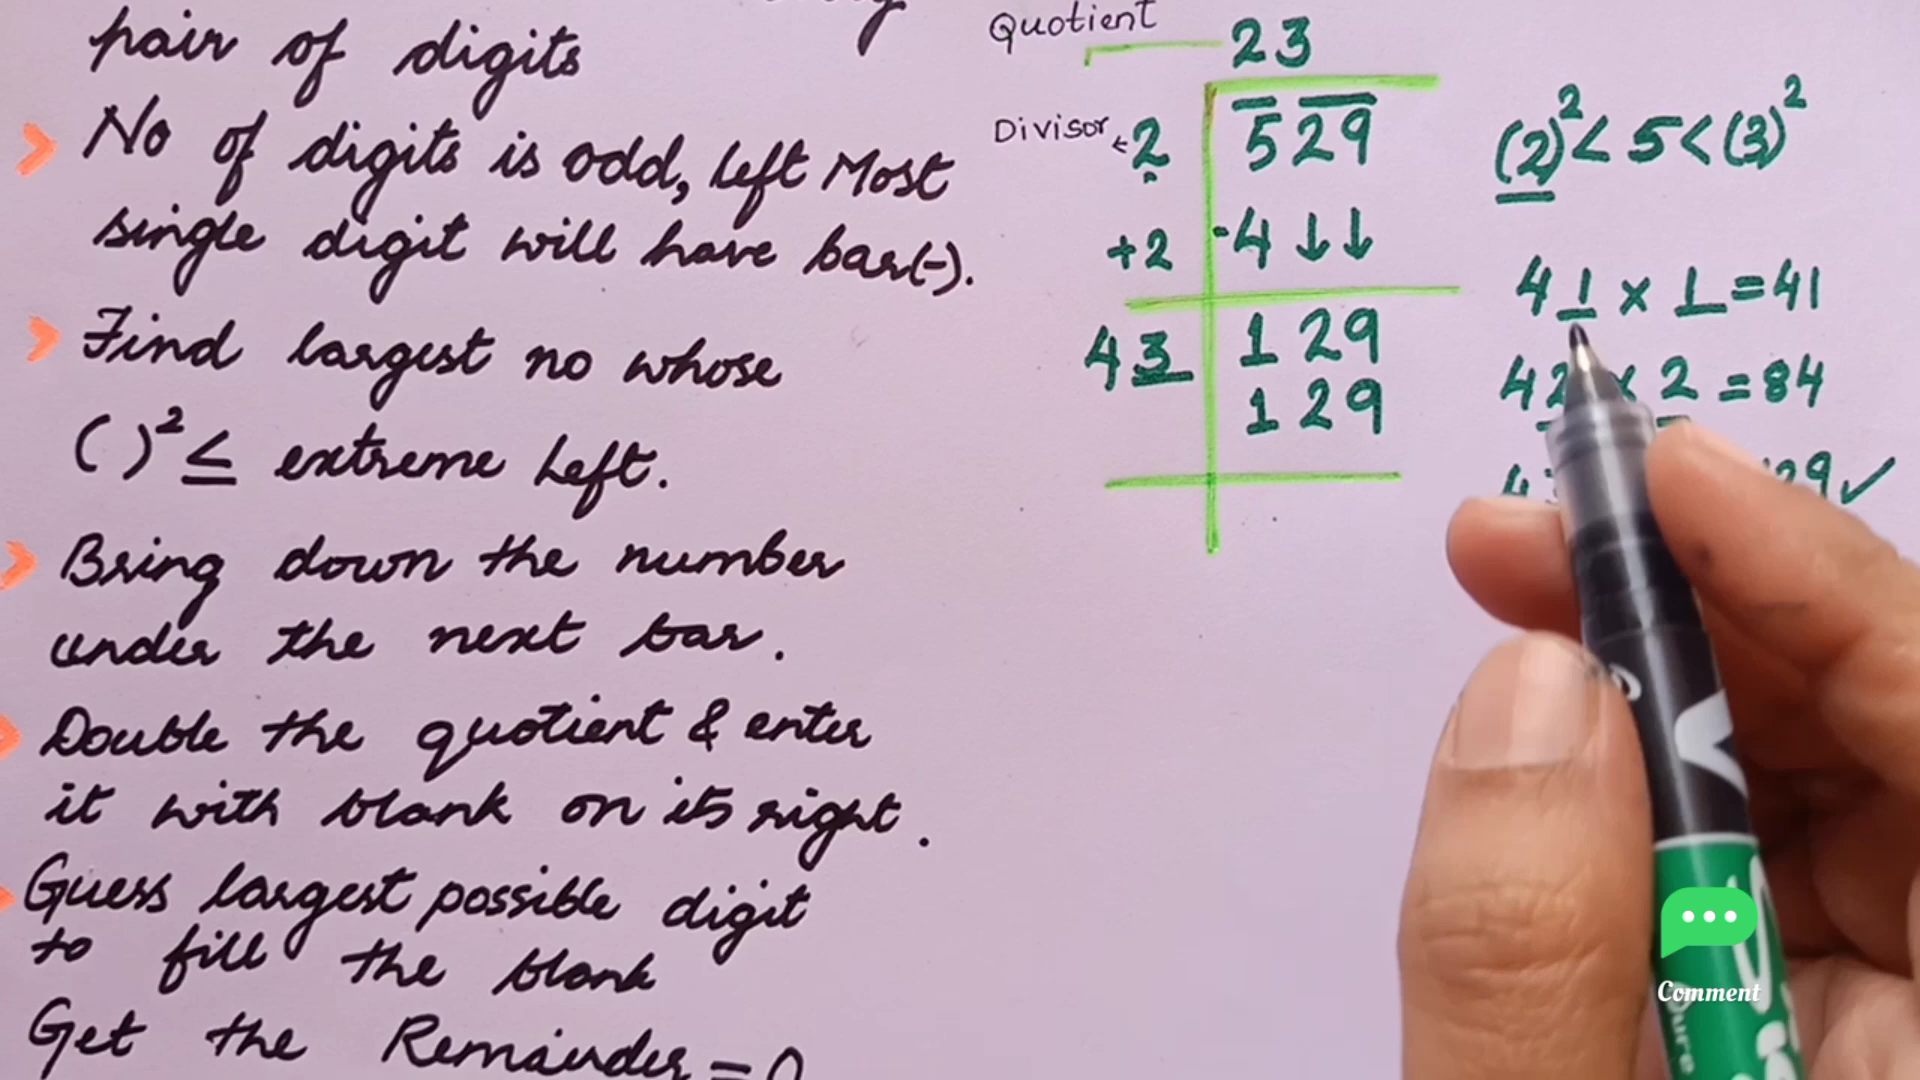 pair of digits
No of digits is odd, left Most
single digit will have bar(-).
Find largest no whose
( )² ≤ extreme left.
Bring down the number
under the next bar.
Double the quotient & enter
it with blank on its right.
Guess largest possible digit
to fill the blank
Get the Remainder = 0
Quotient 23
Divisor ← 2 529
+2 -4 ↓↓
43 129
129
(2)² < 5 < (3)²
41 × 1 = 41
42 × 2 = 84
43 29 ✓
Comment
Pure